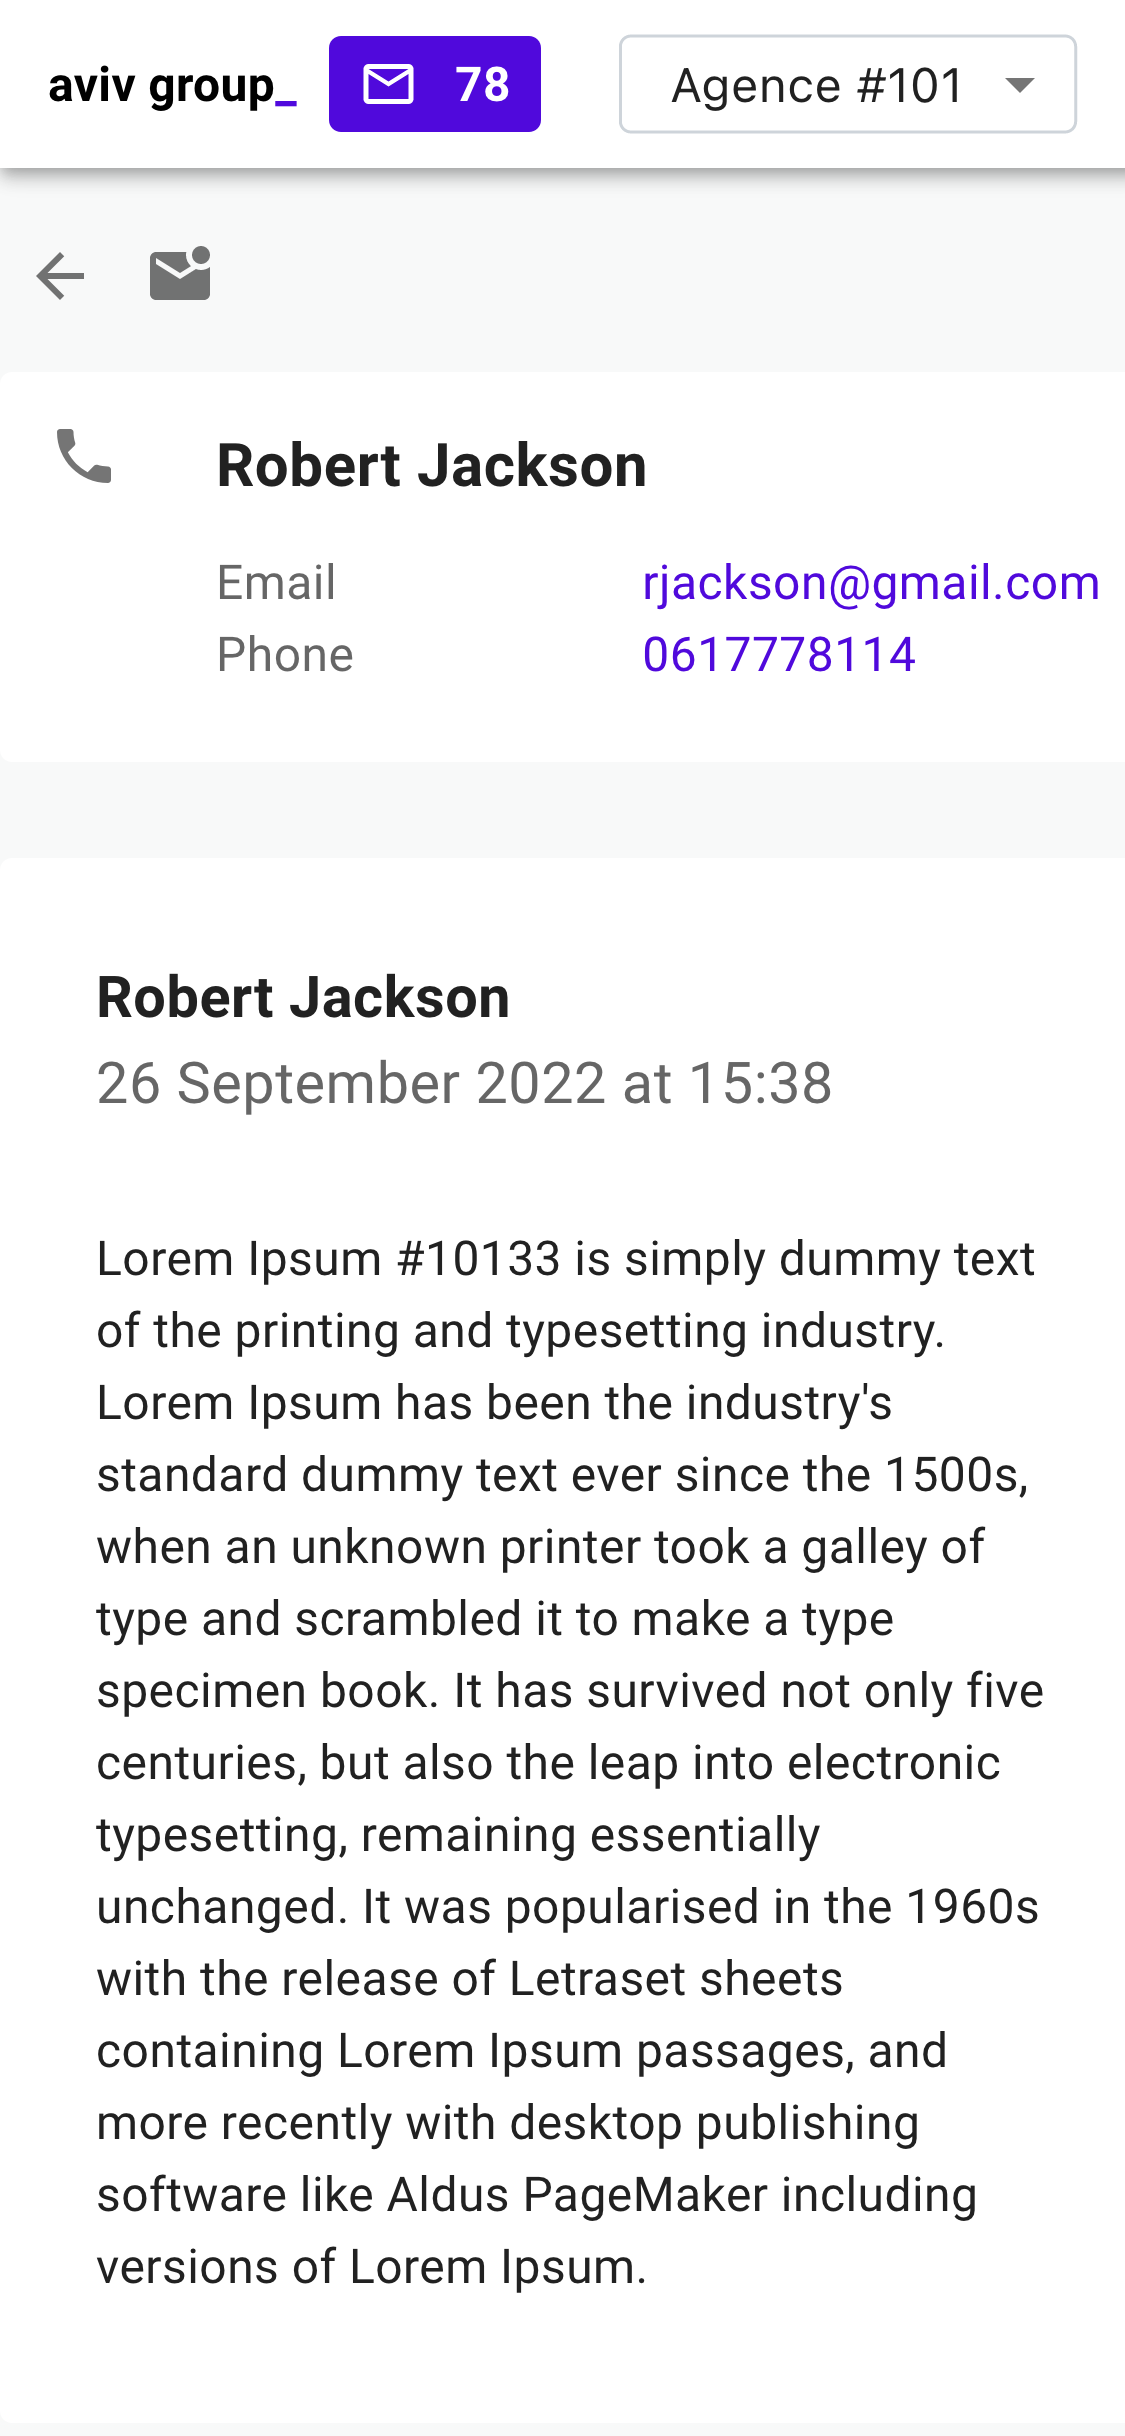 aviv group_ 78 Agence #101
Robert Jackson
Email rjackson@gmail.com
Phone 0617778114
Robert Jackson
26 September 2022 at 15:38
Lorem Ipsum #10133 is simply dummy text
of the printing and typesetting industry.
Lorem Ipsum has been the industry's
standard dummy text ever since the 1500s,
when an unknown printer took a galley of
type and scrambled it to make a type
specimen book. It has survived not only five
centuries, but also the leap into electronic
typesetting, remaining essentially
unchanged. It was popularised in the 1960s
with the release of Letraset sheets
containing Lorem Ipsum passages, and
more recently with desktop publishing
software like Aldus PageMaker including
versions of Lorem Ipsum.